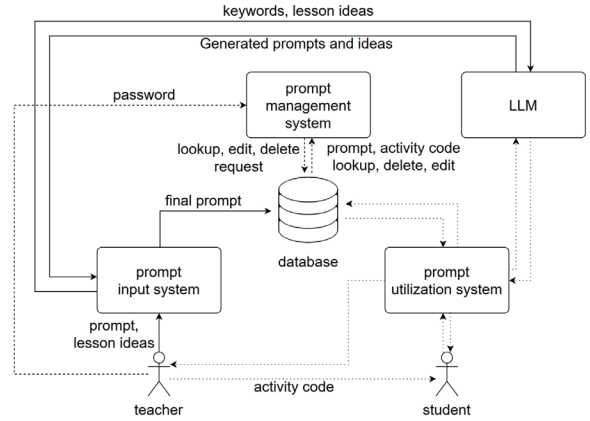 keywords, lesson ideas
Generated prompts and ideas
password
prompt
management
system
LLM
lookup, edit, delete
request
prompt, activity code
lookup, delete, edit
final prompt
database
prompt
input system
prompt
utilization system
prompt,
lesson ideas
activity code
teacher
student